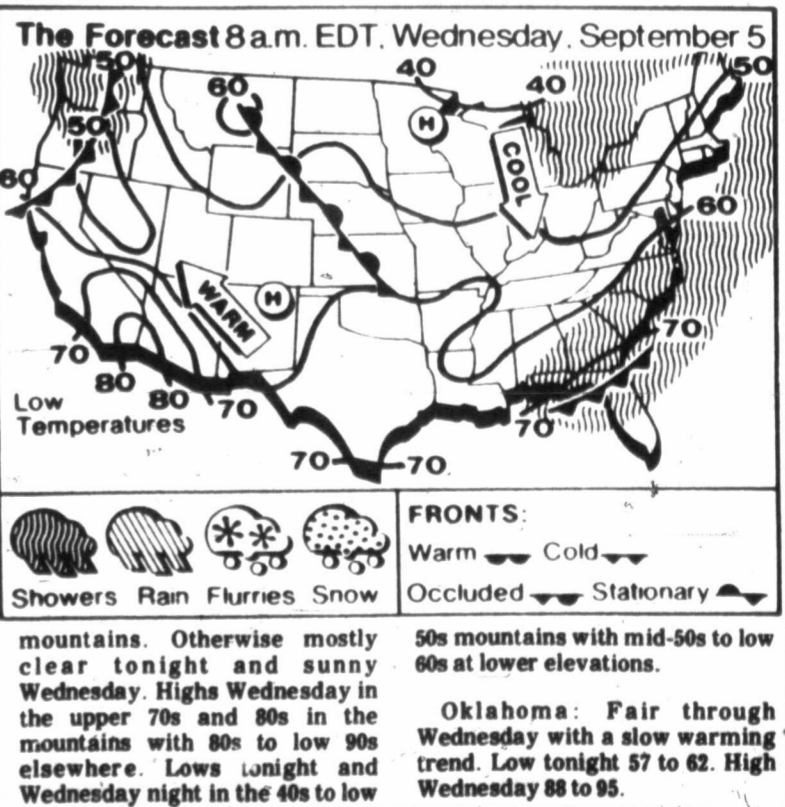 The Forecast 8 a.m. EDT, Wednesday, September 5
50
40
40
50
60
50
H
COOL
60
60
WARM
H
70
70
80
80
70
70
70
70
Low
Temperatures
FRONTS:
Warm Cold
Showers Rain Flurries Snow
Occluded Stationary
mountains. Otherwise mostly
clear tonight and sunny
Wednesday. Highs Wednesday in
the upper 70s and 80s in the
mountains with 80s to low 90s
elsewhere. Lows tonight and
Wednesday night in the 40s to low
50s mountains with mid-50s to low
60s at lower elevations.
Oklahoma: Fair through
Wednesday with a slow warming
trend. Low tonight 57 to 62. High
Wednesday 88 to 95.